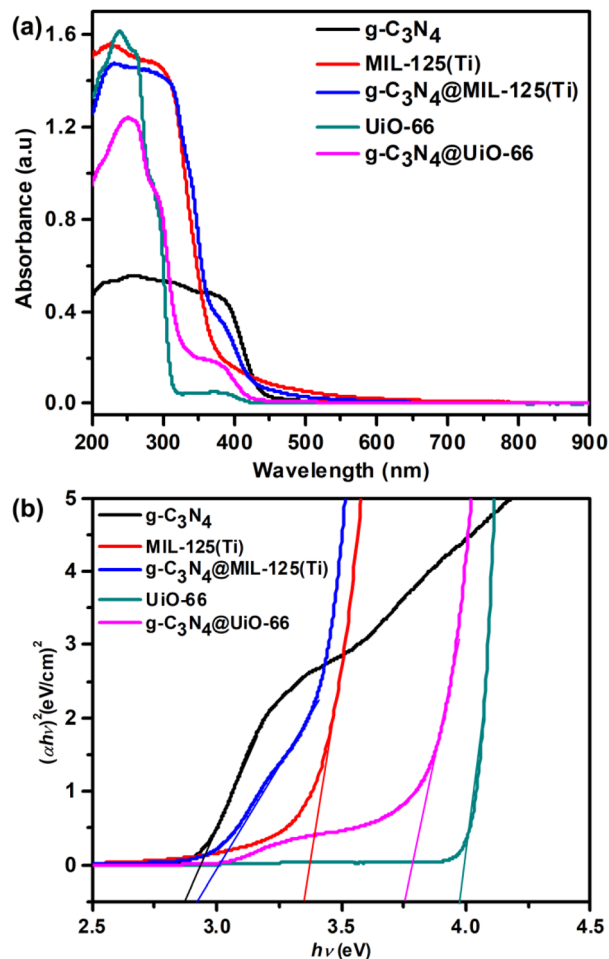 (a)
1.6
1.2
0.8
0.4
0.0
Absorbance (a.u)
g-C₃N₄
MIL-125(Ti)
g-C₃N₄@MIL-125(Ti)
UiO-66
g-C₃N₄@UiO-66
200 300 400 500 600 700 800 900
Wavelength (nm)
(b)
5
4
3
2
1
0
(αhν)²(eV/cm)²
g-C₃N₄
MIL-125(Ti)
g-C₃N₄@MIL-125(Ti)
UiO-66
g-C₃N₄@UiO-66
2.5 3.0 3.5 4.0 4.5
hν (eV)